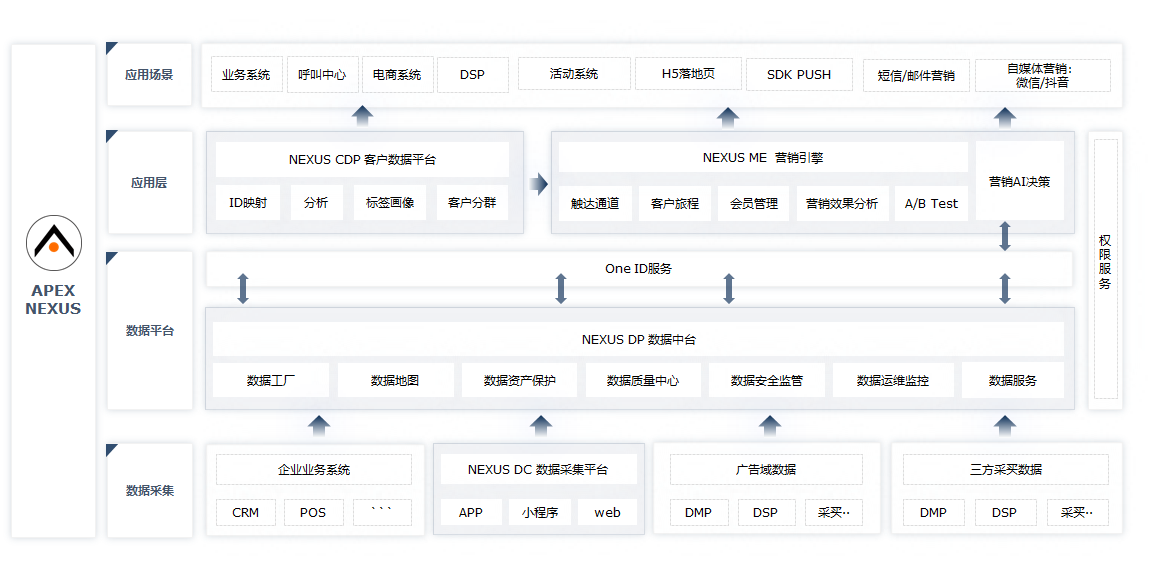 APEX
NEXUS
应用场景
业务系统
呼叫中心
电商系统
DSP
活动系统
H5落地页
SDK PUSH
短信/邮件营销
自媒体营销:
微信/抖音
应用层
NEXUS CDP 客户数据平台
ID映射
分析
标签画像
客户分群
NEXUS ME 营销引擎
触达通道
客户旅程
会员管理
营销效果分析
A/B Test
营销AI决策
权
限
服
务
数据平台
One ID服务
NEXUS DP 数据中台
数据工厂
数据地图
数据资产保护
数据质量中心
数据安全监管
数据运维监控
数据服务
数据采集
企业业务系统
CRM
POS
```
NEXUS DC 数据采集平台
APP
小程序
web
广告域数据
DMP
DSP
采买··
三方采买数据
DMP
DSP
采买··